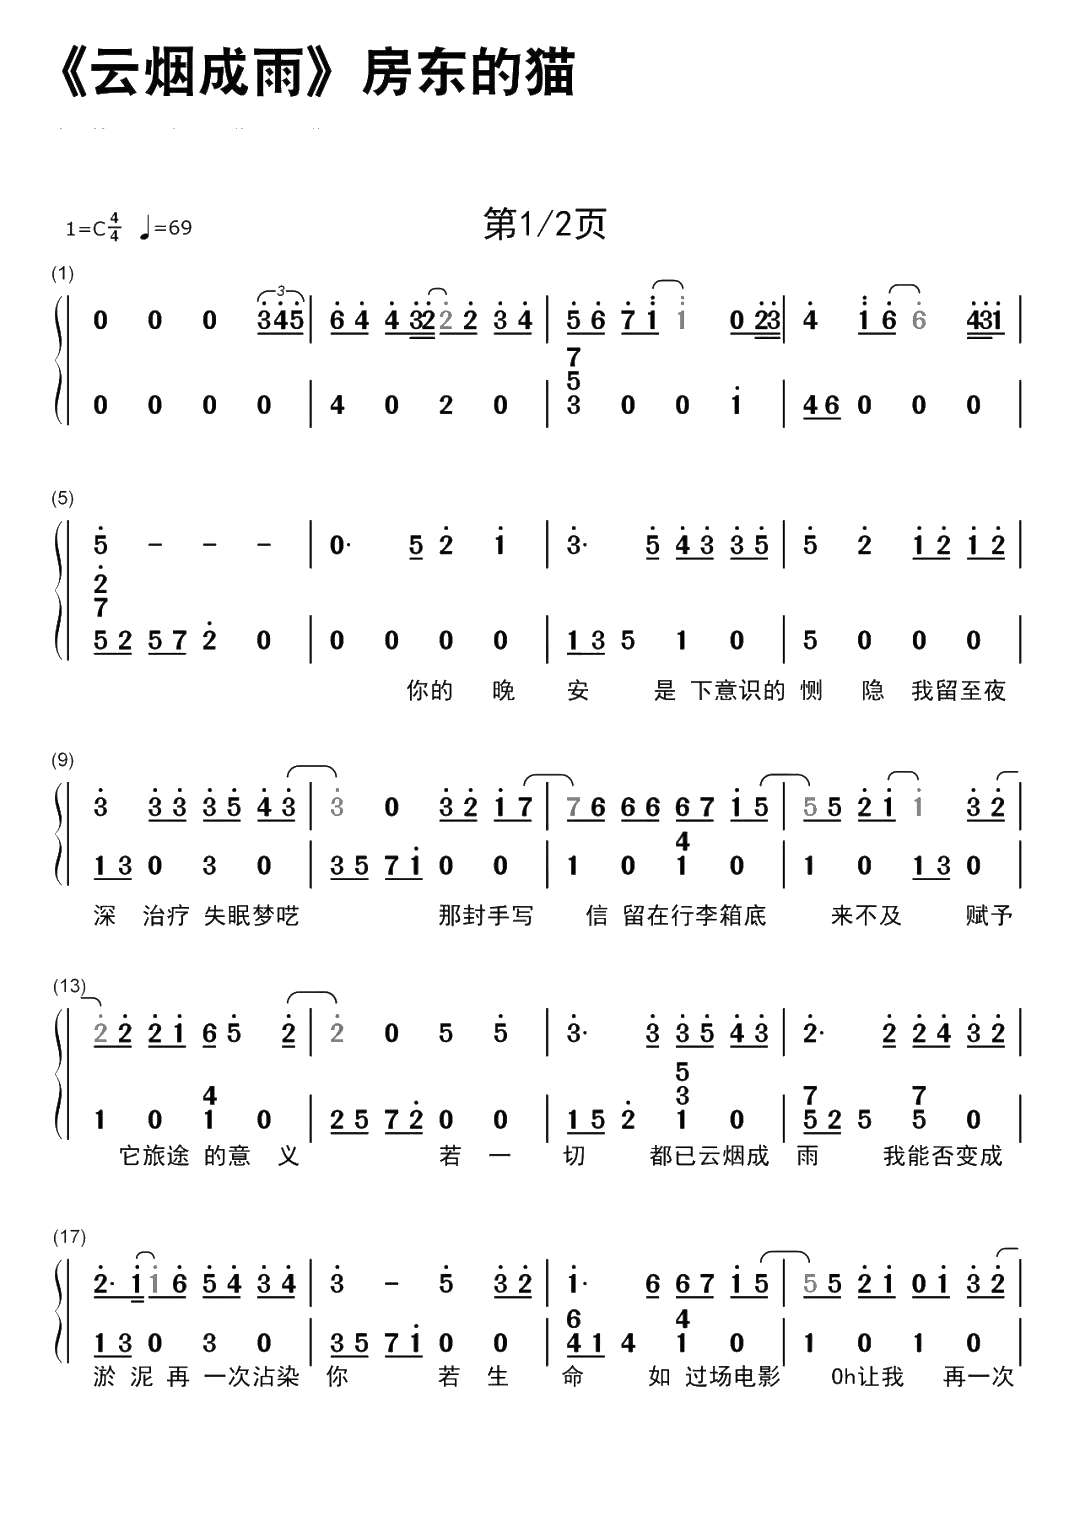 《云烟成雨》房东的猫
1=C 4/4 ♩=69 第1/2页
(1)
3
0 0 0 3 4 5 6 4 4 3 2 2 2 3 4 5 6 7 1 1 0 2 3 4 1 6 6 4 3 1
7
5
0 0 0 0 4 0 2 0 3 0 0 1 4 6 0 0 0
(5)
5 - - - 0· 5 2 1 3· 5 4 3 3 5 5 2 1 2 1 2
2
7
5 2 5 7 2 0 0 0 0 0 1 3 5 1 0 5 0 0 0
你的 晚 安 是 下意识的 恻 隐 我留至夜
(9)
3 3 3 3 5 4 3 3 0 3 2 1 7 7 6 6 6 6 7 1 5 5 5 2 1 1 3 2
4
1 3 0 3 0 3 5 7 1 0 0 1 0 1 0 1 0 1 3 0
深 治疗 失眠梦呓 那封手写 信 留在行李箱底 来不及 赋予
(13)
2 2 2 1 6 5 2 2 0 5 5 3· 3 3 5 4 3 2· 2 2 4 3 2
5
4 3 7 7
1 0 1 0 2 5 7 2 0 0 1 5 2 1 0 5 2 5 5 0
它旅途 的意 义 若 一 切 都已云烟成 雨 我能否变成
(17)
2· 1 1 6 5 4 3 4 3 - 5 3 2 1· 6 6 7 1 5 5 5 2 1 0 1 3 2
6 4
1 3 0 3 0 3 5 7 1 0 0 4 1 4 1 0 1 0 1 0
淤 泥 再 一次沾染 你 若 生 命 如 过场电影 Oh让我 再一次